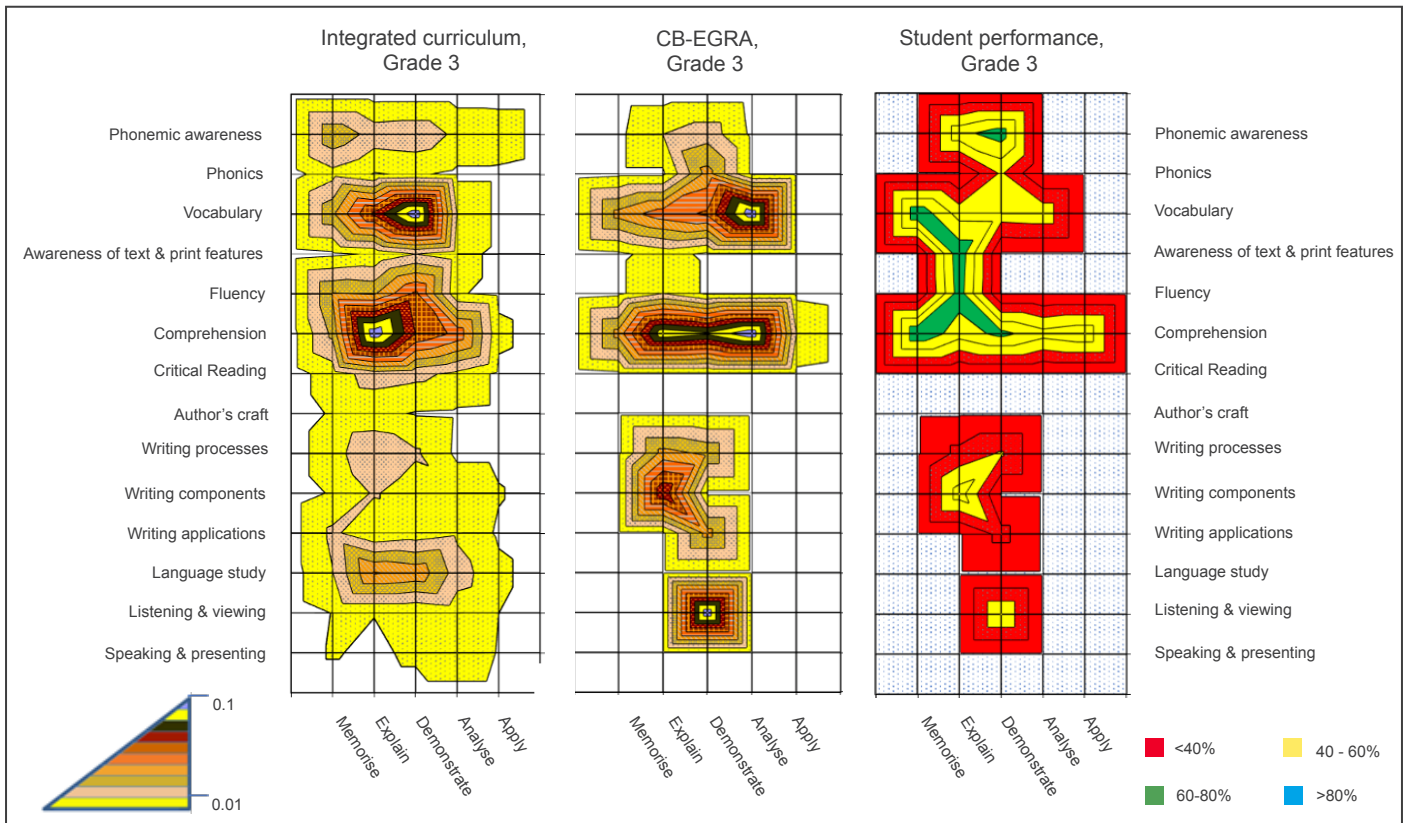 Integrated curriculum,
Grade 3
CB-EGRA,
Grade 3
Student performance,
Grade 3
Phonemic awareness
Phonics
Vocabulary
Awareness of text & print features
Fluency
Comprehension
Critical Reading
Author's craft
Writing processes
Writing components
Writing applications
Language study
Listening & viewing
Speaking & presenting
Phonemic awareness
Phonics
Vocabulary
Awareness of text & print features
Fluency
Comprehension
Critical Reading
Author's craft
Writing processes
Writing components
Writing applications
Language study
Listening & viewing
Speaking & presenting
0.1
0.01
Memorise
Explain
Demonstrate
Analyse
Apply
Memorise
Explain
Demonstrate
Analyse
Apply
Memorise
Explain
Demonstrate
Analyse
Apply
<40%
40 - 60%
60-80%
>80%